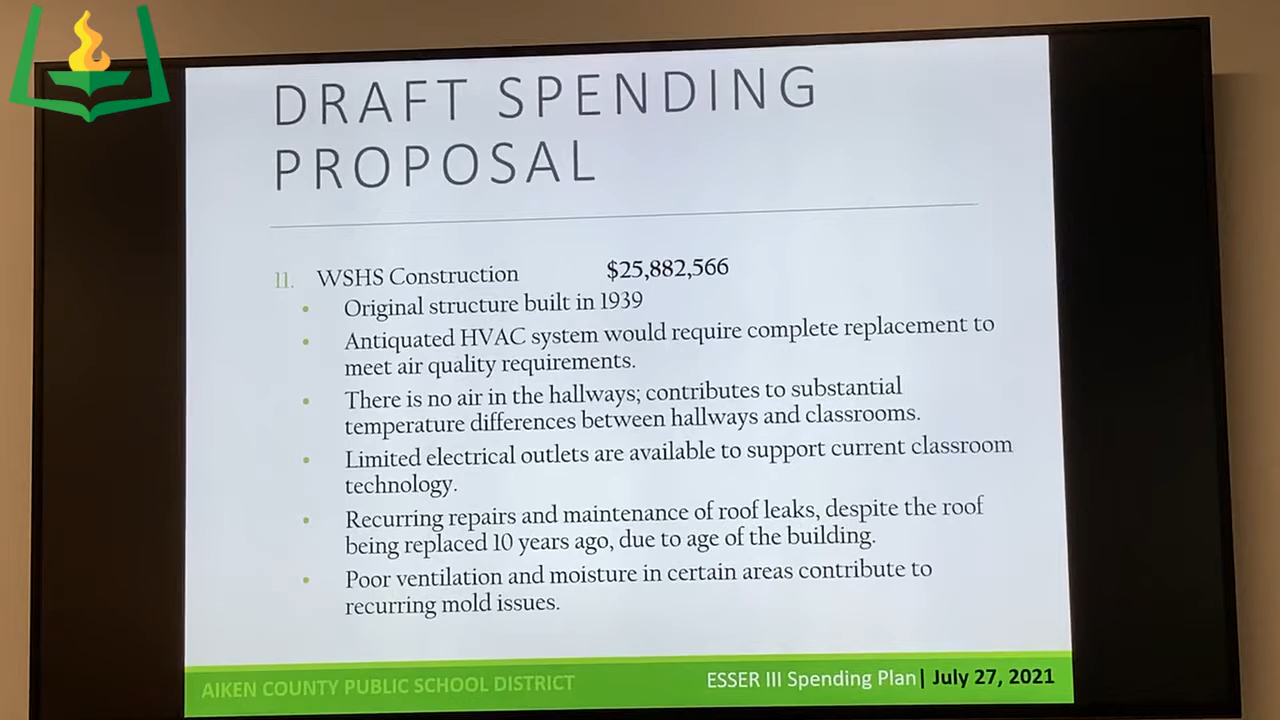 DRAFT SPENDING
PROPOSAL
11. WSHS Construction $25,882,566
• Original structure built in 1939
• Antiquated HVAC system would require complete replacement to
meet air quality requirements.
• There is no air in the hallways; contributes to substantial
temperature differences between hallways and classrooms.
• Limited electrical outlets are available to support current classroom
technology.
• Recurring repairs and maintenance of roof leaks, despite the roof
being replaced 10 years ago, due to age of the building.
• Poor ventilation and moisture in certain areas contribute to
recurring mold issues.
AIKEN COUNTY PUBLIC SCHOOL DISTRICT ESSER III Spending Plan| July 27, 2021